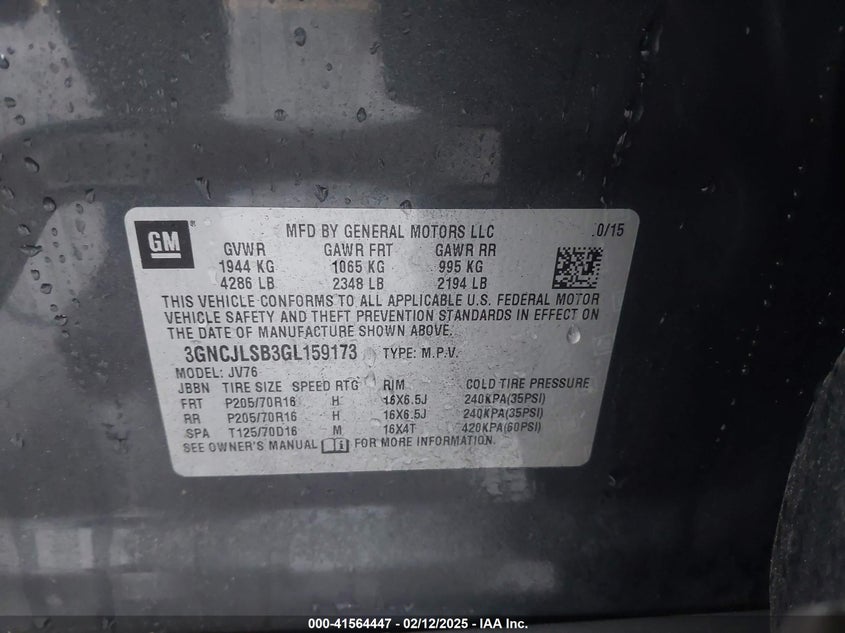 GM ® MFD BY GENERAL MOTORS LLC 0/15
GVWR GAWR FRT GAWR RR
1944 KG 1065 KG 995 KG
4286 LB 2348 LB 2194 LB
THIS VEHICLE CONFORMS TO ALL APPLICABLE U.S. FEDERAL MOTOR
VEHICLE SAFETY AND THEFT PREVENTION STANDARDS IN EFFECT ON
THE DATE OF MANUFACTURE SHOWN ABOVE.
3GNCJLSB3GL159173 TYPE: M.P.V.
MODEL: JV76
JBBN TIRE SIZE SPEED RTG RIM COLD TIRE PRESSURE
FRT P205/70R16 H 16X6.5J 240KPA(35PSI)
RR P205/70R16 H 16X6.5J 240KPA(35PSI)
SPA T125/70D16 M 16X4T 420KPA(60PSI)
SEE OWNER'S MANUAL FOR MORE INFORMATION.
000-41564447 - 02/12/2025 - IAA Inc.